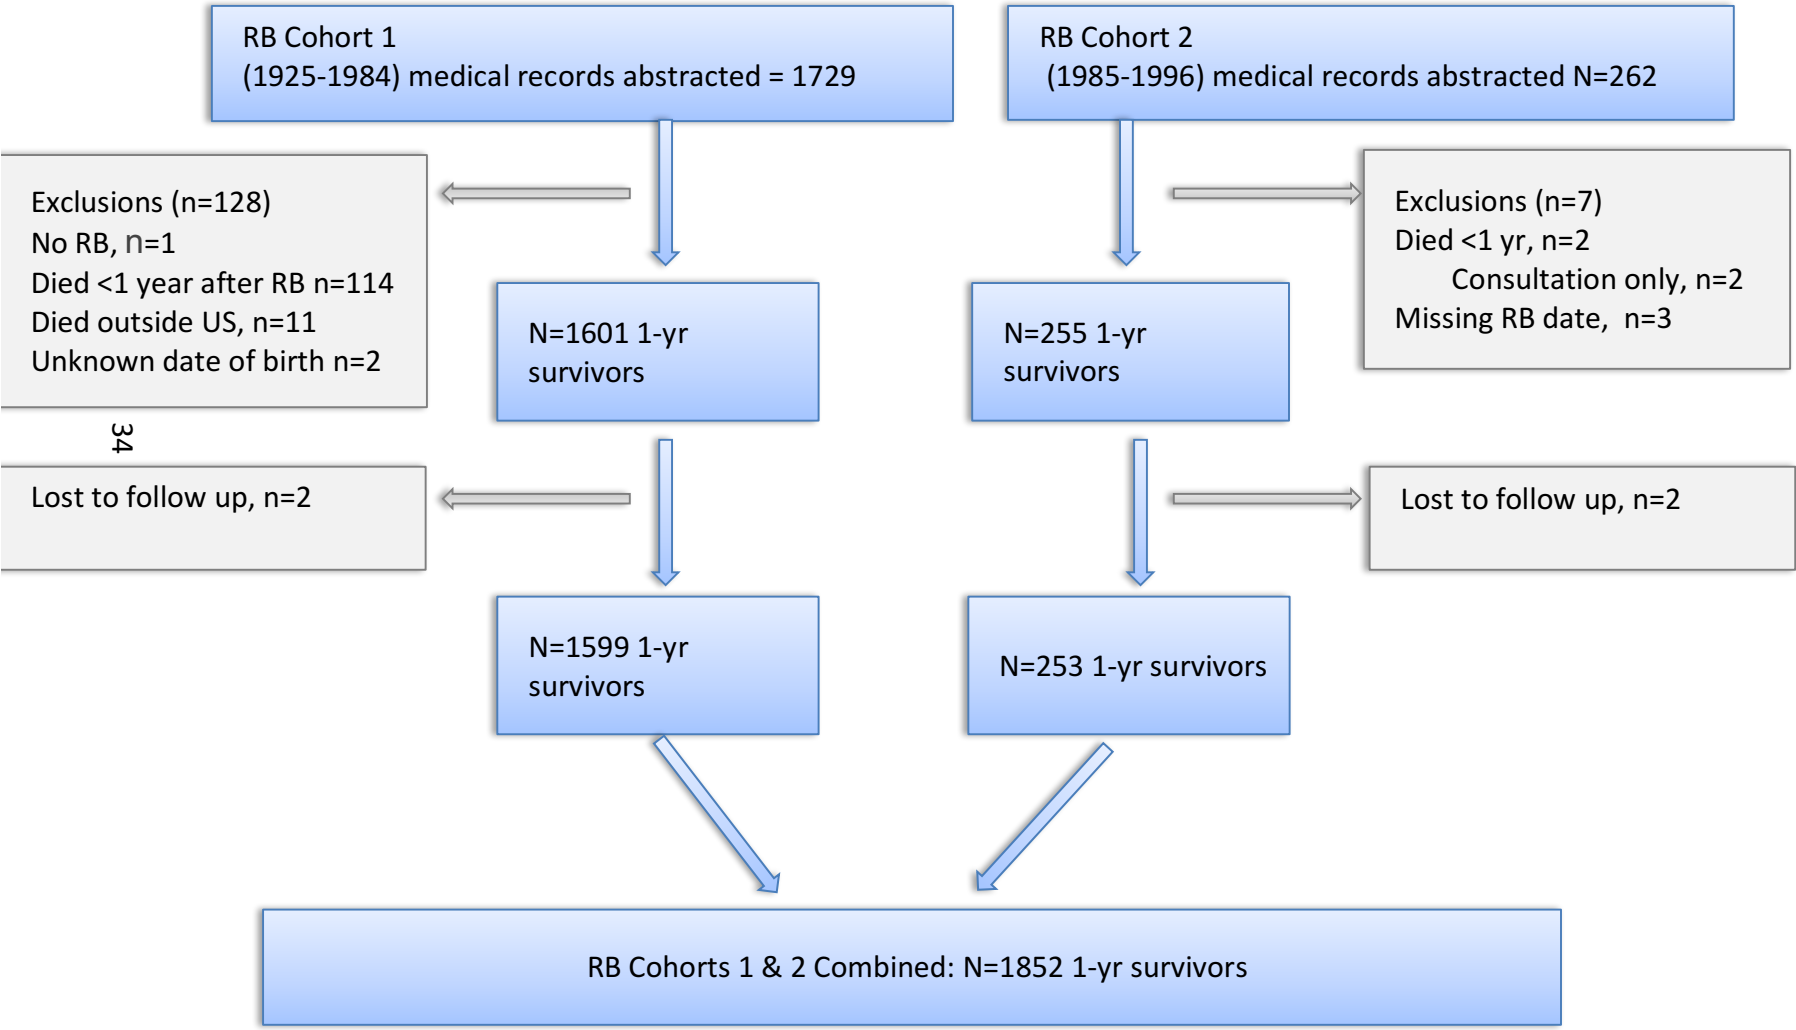 RB Cohort 1
(1925-1984) medical records abstracted = 1729
RB Cohort 2
(1985-1996) medical records abstracted N=262
Exclusions (n=128)
No RB, n=1
Died <1 year after RB n=114
Died outside US, n=11
Unknown date of birth n=2
Exclusions (n=7)
Died <1 yr, n=2
Consultation only, n=2
Missing RB date, n=3
N=1601 1-yr
survivors
N=255 1-yr
survivors
34
Lost to follow up, n=2
Lost to follow up, n=2
N=1599 1-yr
survivors
N=253 1-yr survivors
RB Cohorts 1 & 2 Combined: N=1852 1-yr survivors